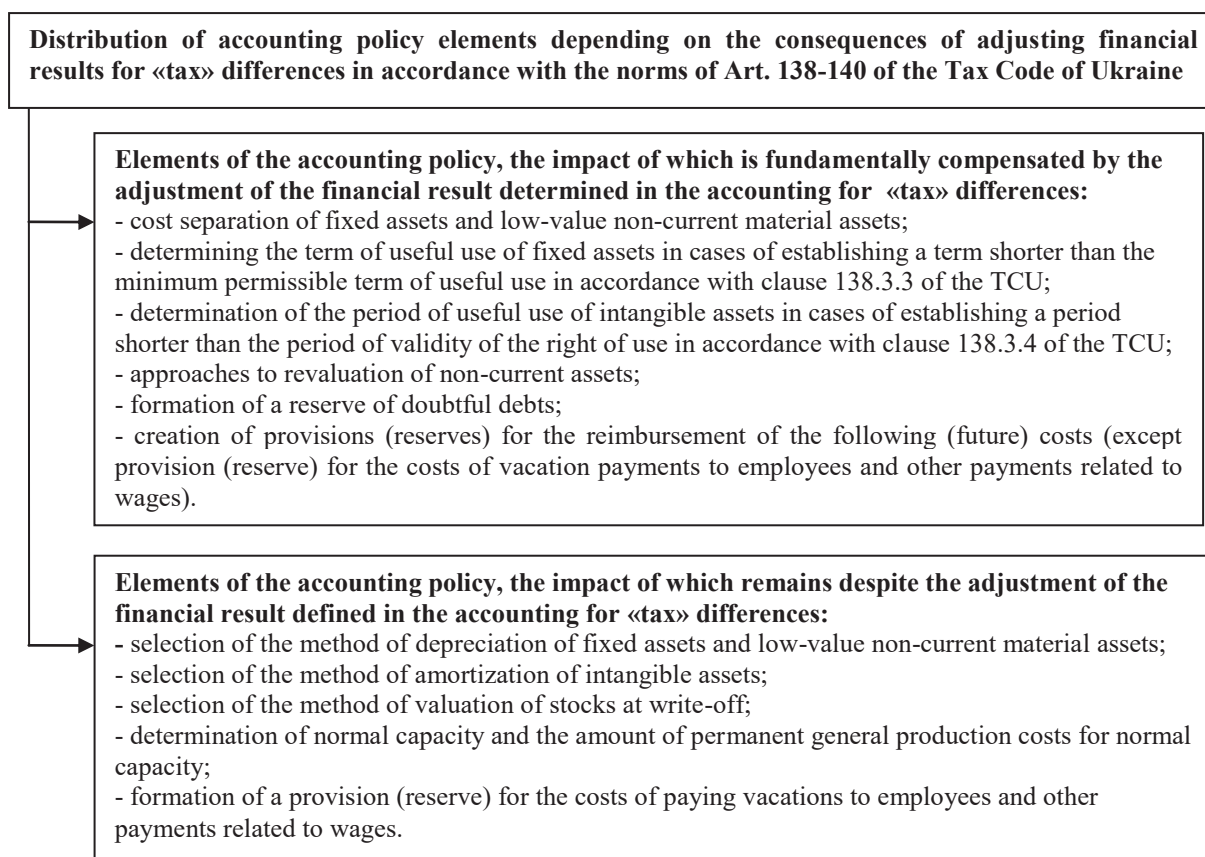 Distribution of accounting policy elements depending on the consequences of adjusting financial
results for «tax» differences in accordance with the norms of Art. 138-140 of the Tax Code of Ukraine
Elements of the accounting policy, the impact of which is fundamentally compensated by the
adjustment of the financial result determined in the accounting for «tax» differences:
- cost separation of fixed assets and low-value non-current material assets;
- determining the term of useful use of fixed assets in cases of establishing a term shorter than the
minimum permissible term of useful use in accordance with clause 138.3.3 of the TCU;
- determination of the period of useful use of intangible assets in cases of establishing a period
shorter than the period of validity of the right of use in accordance with clause 138.3.4 of the TCU;
- approaches to revaluation of non-current assets;
- formation of a reserve of doubtful debts;
- creation of provisions (reserves) for the reimbursement of the following (future) costs (except
provision (reserve) for the costs of vacation payments to employees and other payments related to
wages).
Elements of the accounting policy, the impact of which remains despite the adjustment of the
financial result defined in the accounting for «tax» differences:
- selection of the method of depreciation of fixed assets and low-value non-current material assets;
- selection of the method of amortization of intangible assets;
- selection of the method of valuation of stocks at write-off;
- determination of normal capacity and the amount of permanent general production costs for normal
capacity;
- formation of a provision (reserve) for the costs of paying vacations to employees and other
payments related to wages.